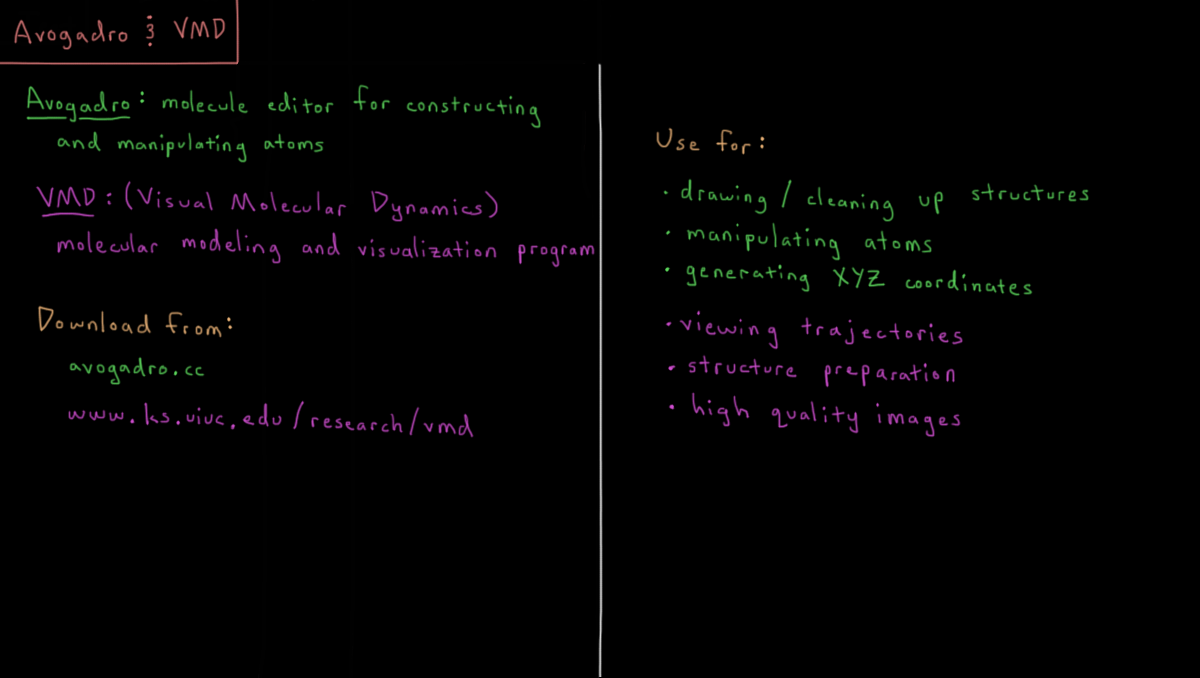 Avogadro & VMD
Avogadro: molecule editor for constructing
and manipulating atoms
VMD: (Visual Molecular Dynamics)
molecular modeling and visualization program
Download from:
avogadro.cc
www.ks.uiuc.edu/research/vmd
Use for:
• drawing / cleaning up structures
• manipulating atoms
• generating XYZ coordinates
• viewing trajectories
• structure preparation
• high quality images